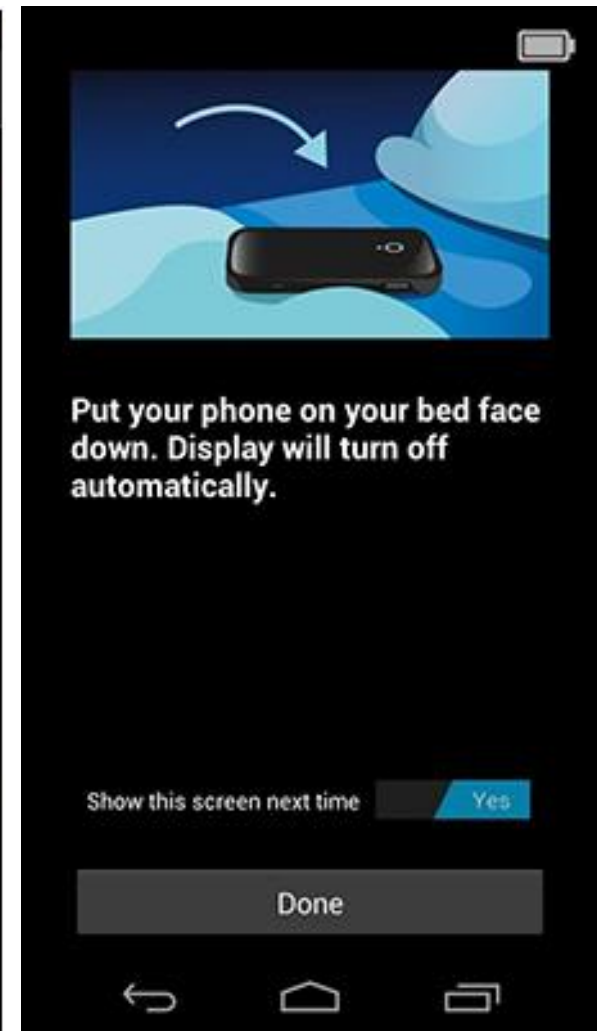 Put your phone on your bed face
down. Display will turn off
automatically.
Show this screen next time
Yes
Done